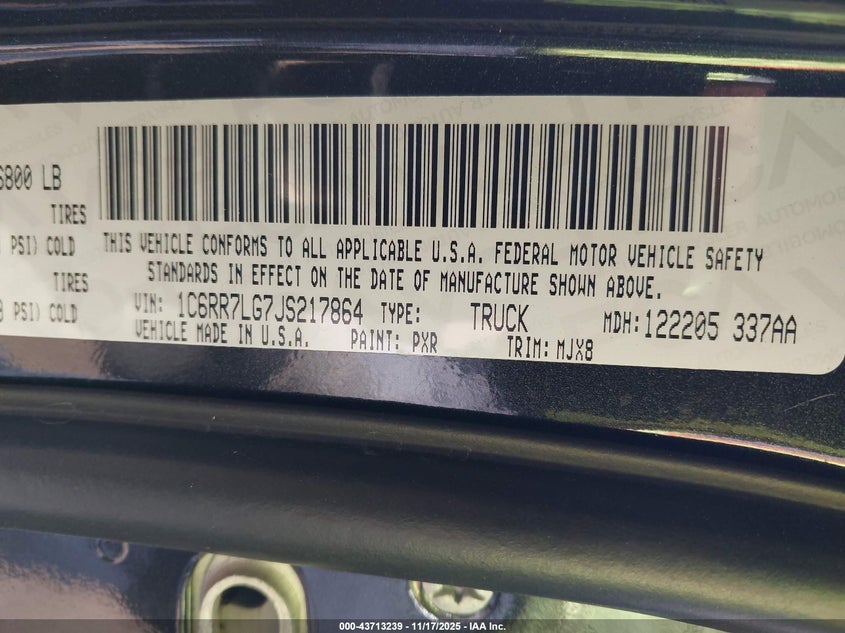 6800 LB
TIRES
PSI) COLD
TIRES
PSI) COLD
THIS VEHICLE CONFORMS TO ALL APPLICABLE U.S.A. FEDERAL MOTOR VEHICLE SAFETY
STANDARDS IN EFFECT ON THE DATE OF MANUFACTURE SHOWN ABOVE.
VIN: 1C6RR7LG7JS217864 TYPE: TRUCK MDH: 122205 337AA
VEHICLE MADE IN U.S.A. PAINT: PXR TRIM: MJX8
000-43713239 - 11/17/2025 - IAA Inc.